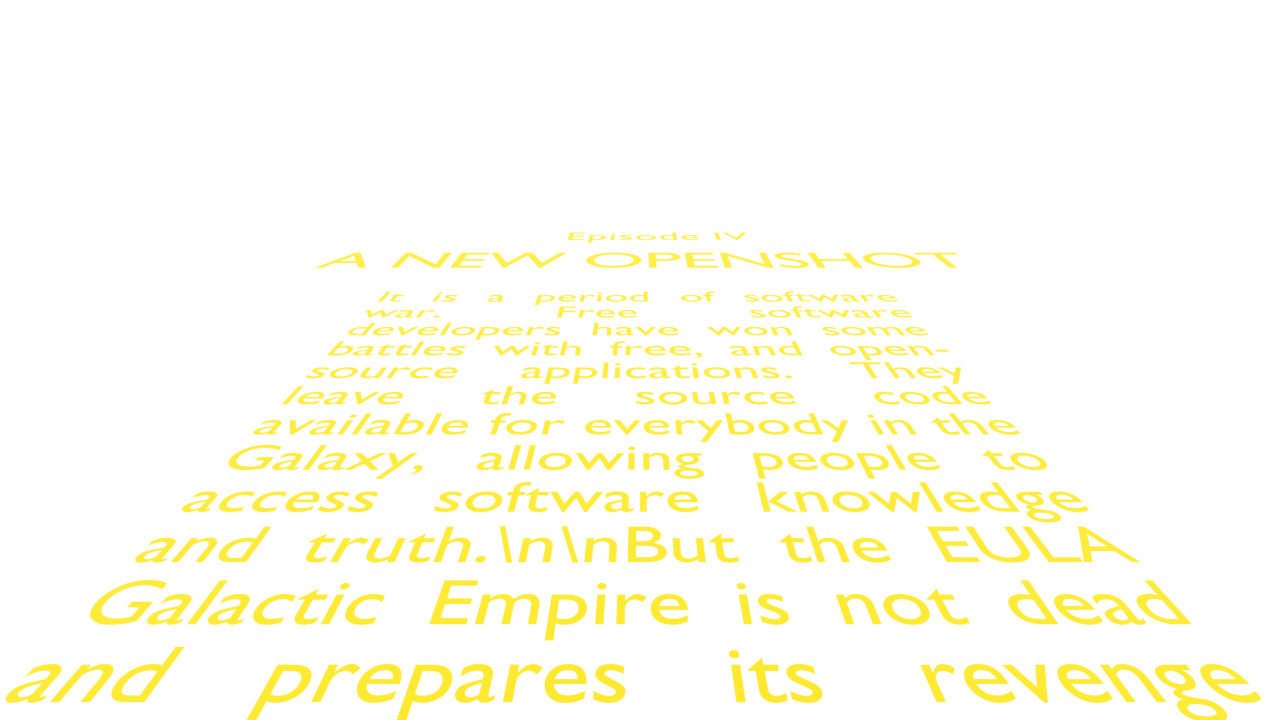 Episode IV
A NEW OPENSHOT
It is a period of software
war. Free software
developers have won some
battles with free, and open-
source applications. They
leave the source code
available for everybody in the
Galaxy, allowing people to
access software knowledge
and truth.\n\nBut the EULA
Galactic Empire is not dead
and prepares its revenge